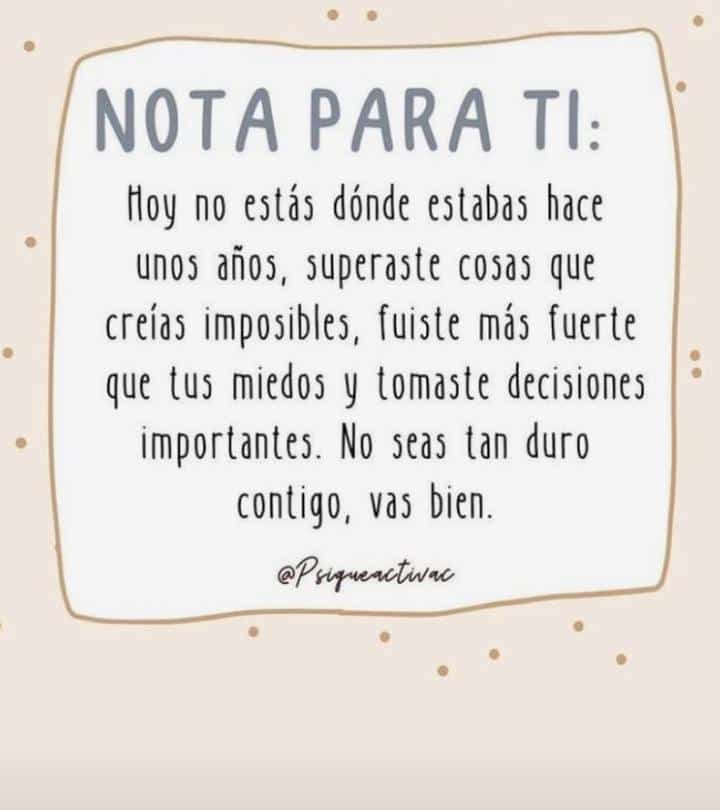 NOTA PARA TI:
Hoy no estás dónde estabas hace
unos años, superaste cosas que
creías imposibles, fuiste más fuerte
que tus miedos y tomaste decisiones
importantes. No seas tan duro
contigo, vas bien.
@Psiqueactivac